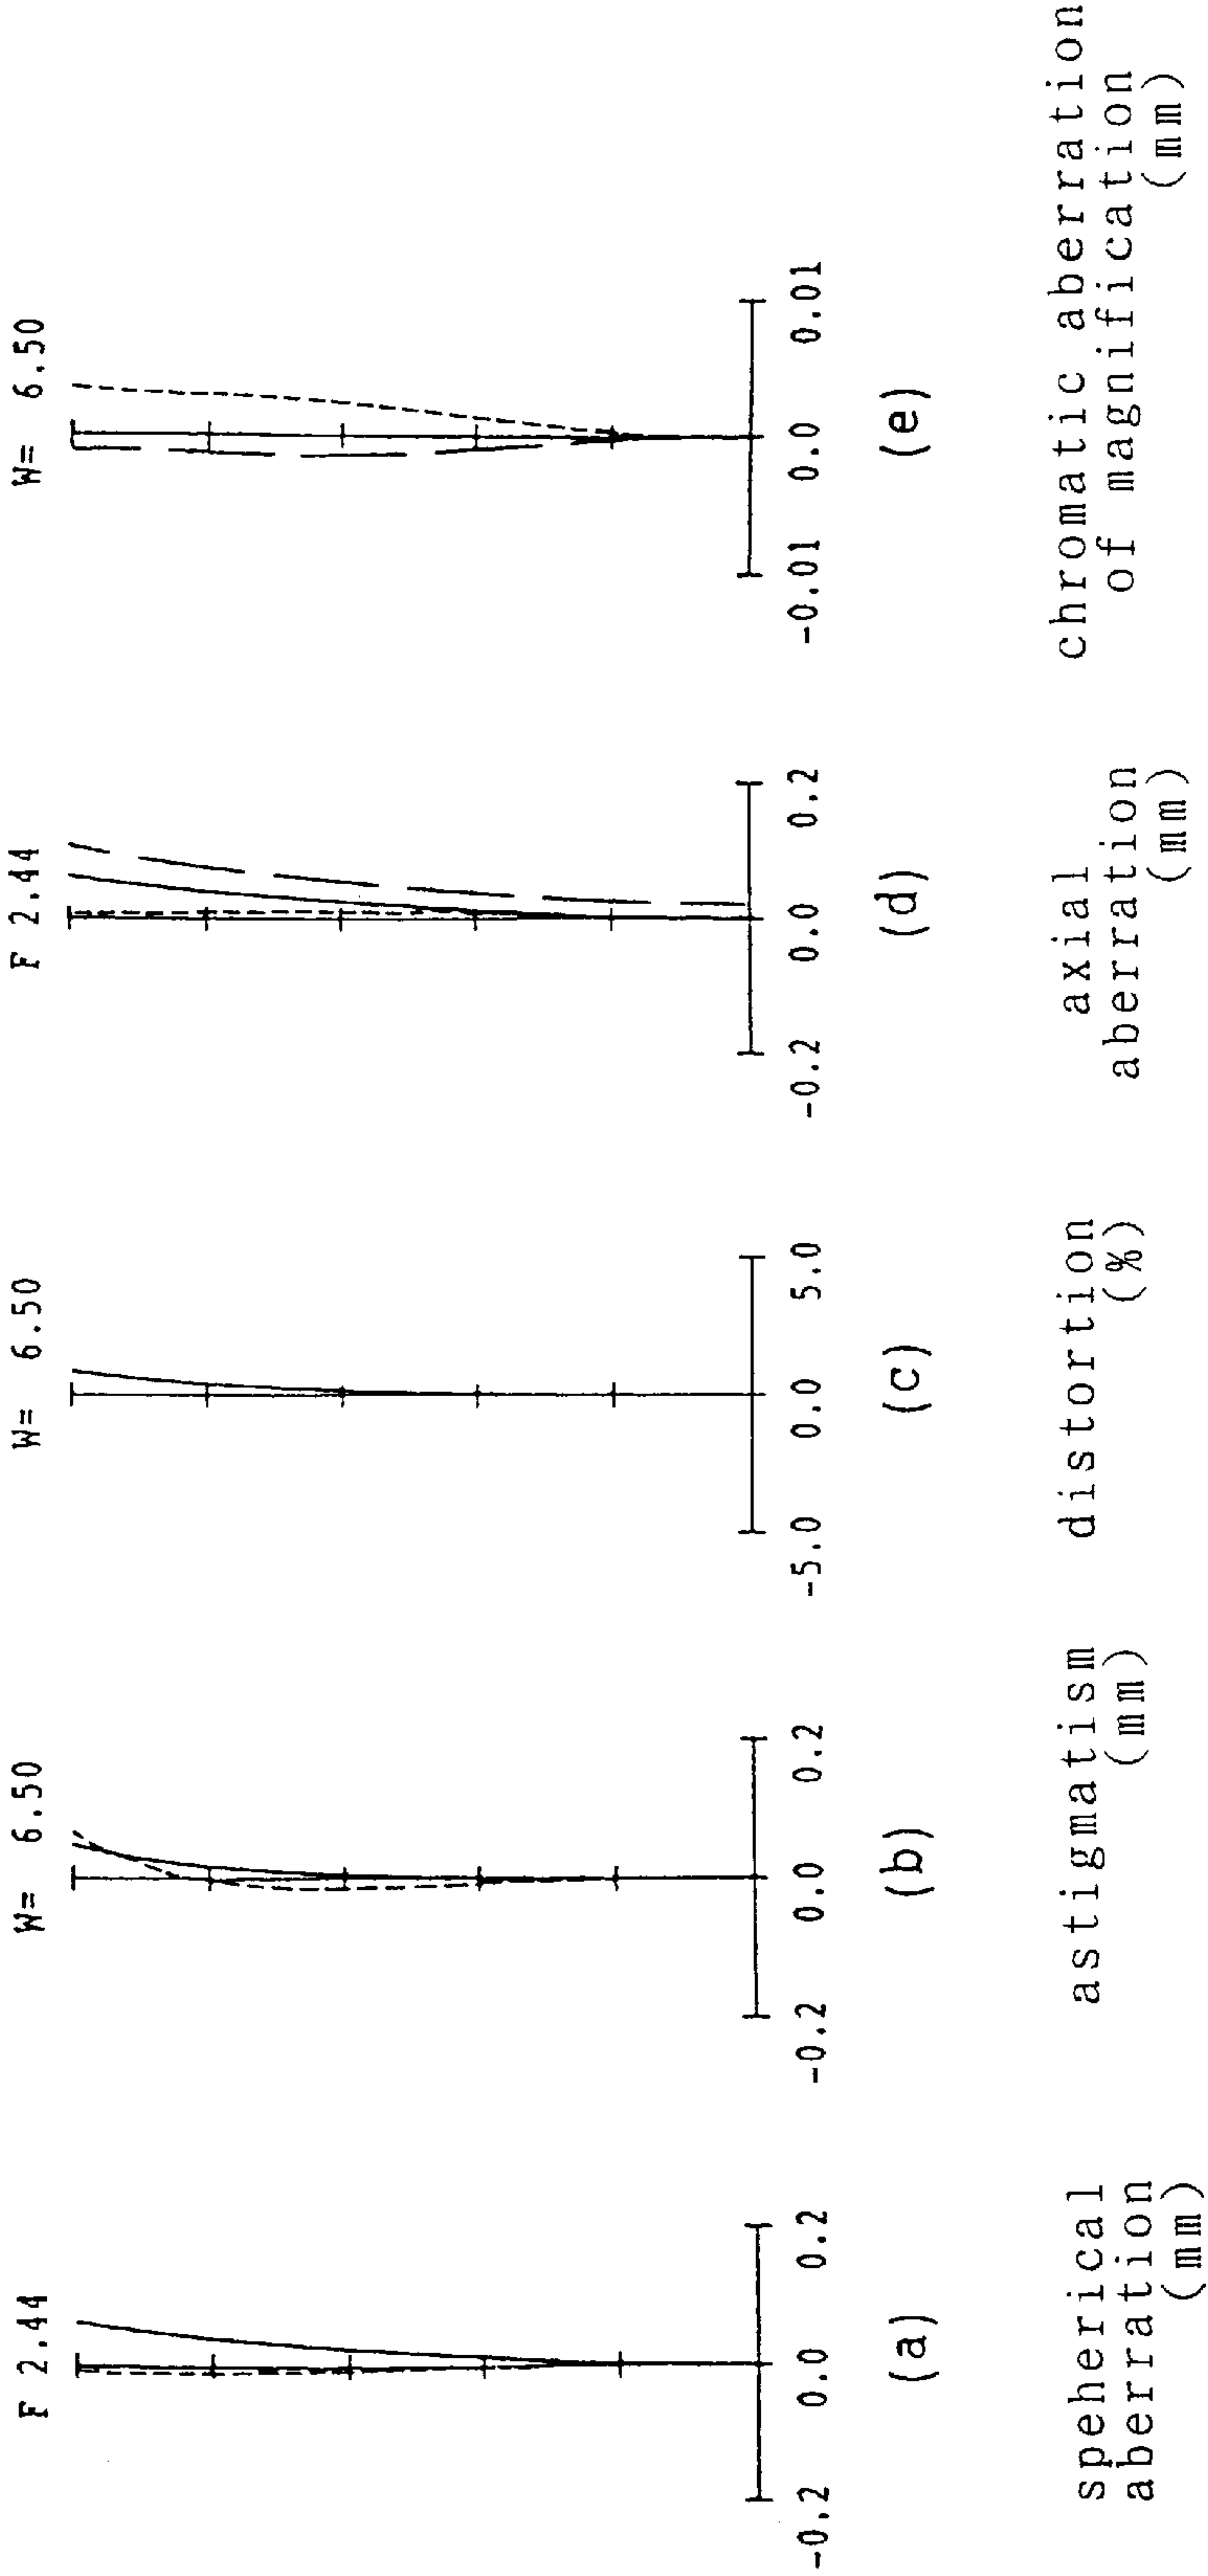 F 2.44
-0.2 0.0 0.2
(a)
speherical
aberration
(mm)
W= 6.50
-0.2 0.0 0.2
(b)
astigmatism
(mm)
W= 6.50
-5.0 0.0 5.0
(c)
distortion
(%)
F 2.44
-0.2 0.0 0.2
(d)
axial
aberration
(mm)
W= 6.50
-0.01 0.0 0.01
(e)
chromatic aberration
of magnification
(mm)